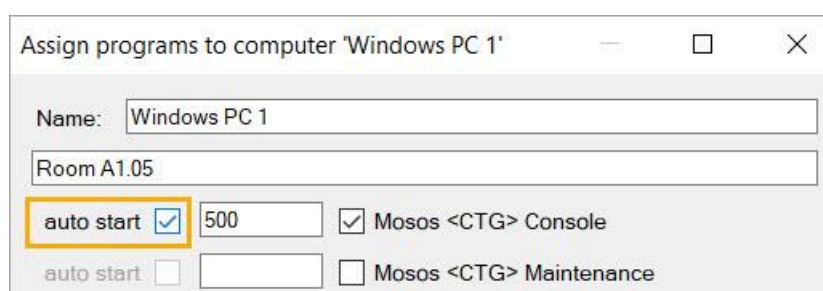 Assign programs to computer 'Windows PC 1'
Name: Windows PC 1
Room A1.05
auto start 500 Mosos <CTG> Console
auto start Mosos <CTG> Maintenance